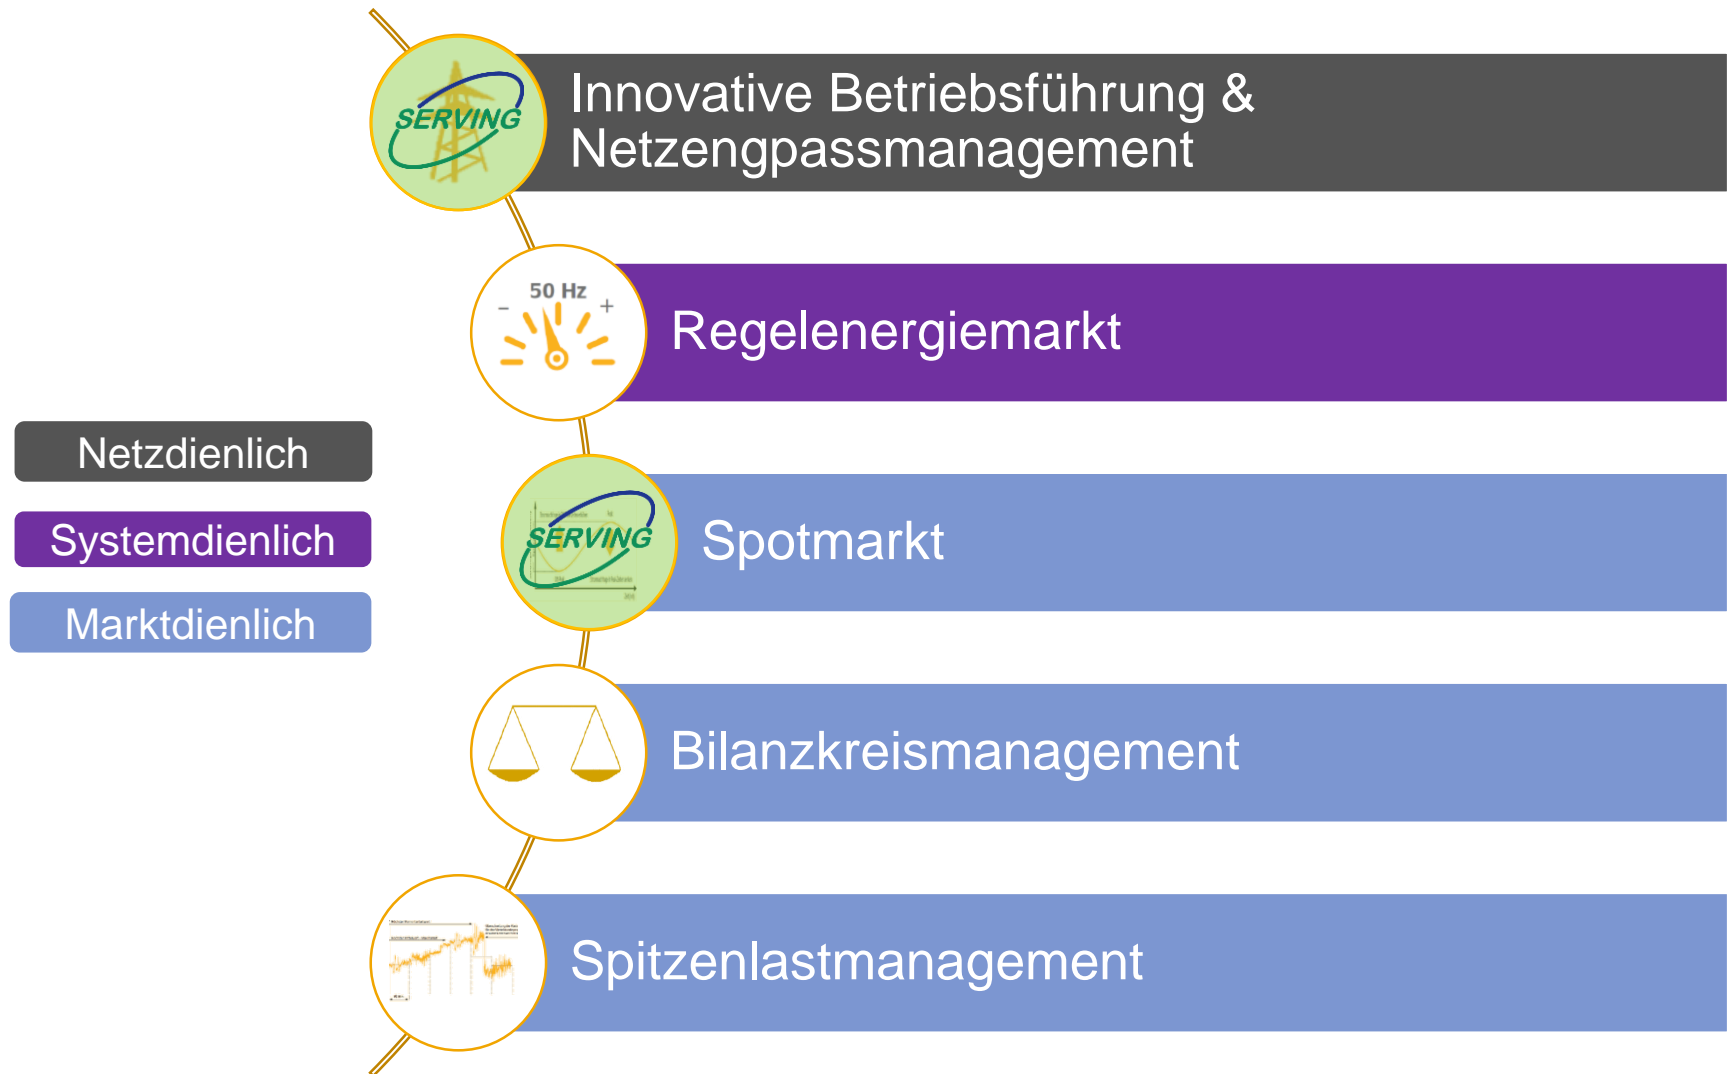 SERVING
Innovative Betriebsführung &
Netzengpassmanagement
50 Hz
- +
Regelenergiemarkt
Netzdienlich
Systemdienlich
Marktdienlich
SERVING
Spotmarkt
Bilanzkreismanagement
Spitzenlastmanagement